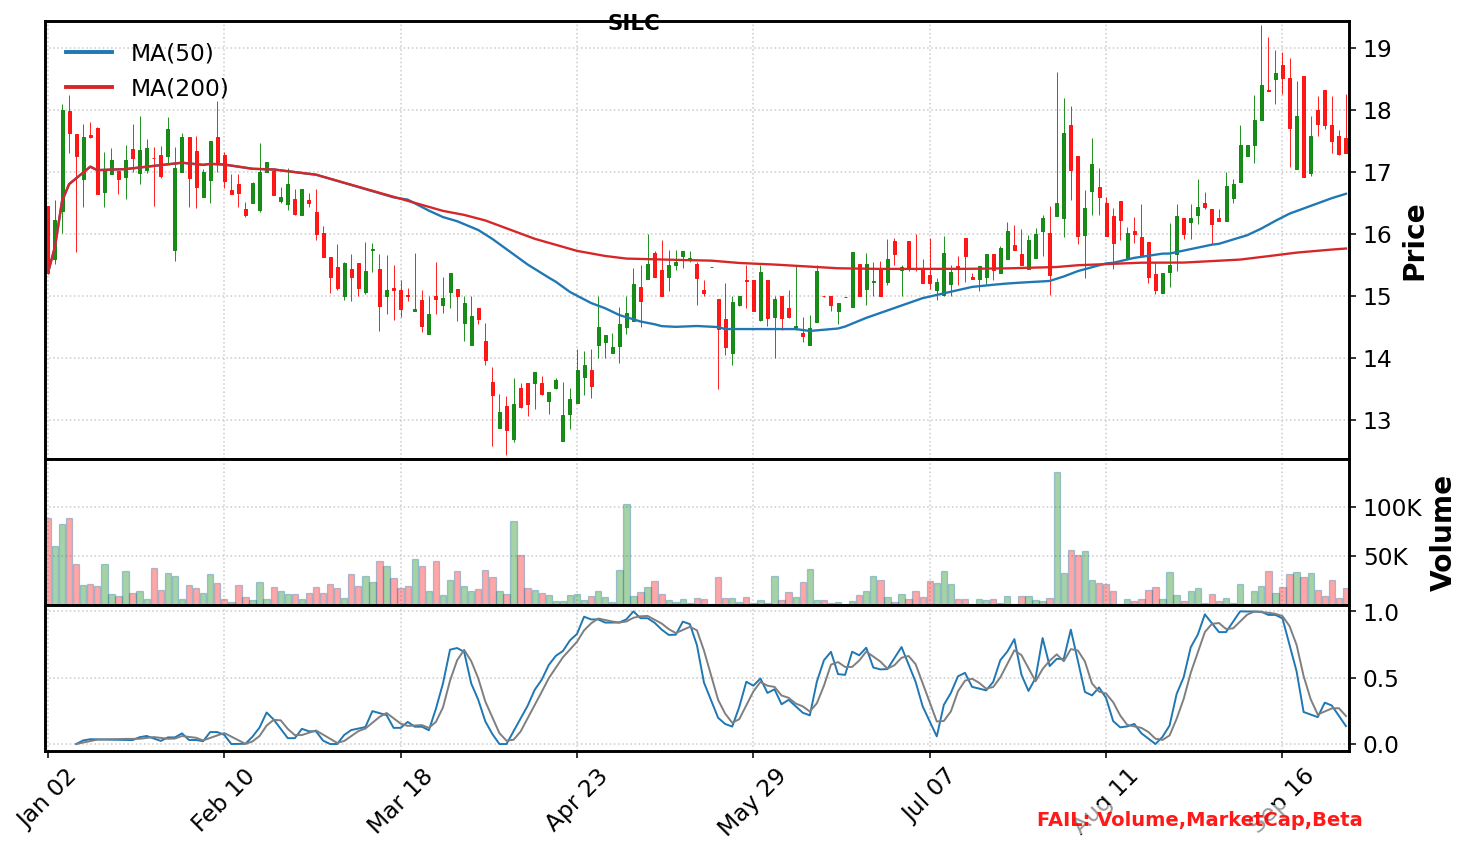 SILC
MA(50)
MA(200)
19
18
17
16
15
14
13
Price
100K
50K
Volume
1.0
0.5
0.0
Jan 02
Feb 10
Mar 18
Apr 23
May 29
Jul 07
Aug 11
Sep 16
FAIL: Volume,MarketCap,Beta